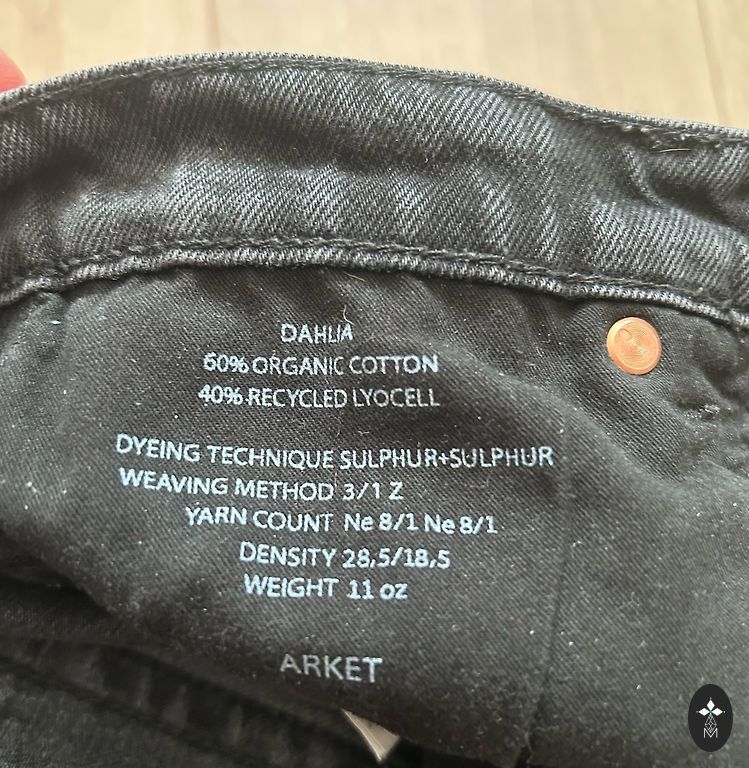 DAHLIA
60% ORGANIC COTTON
40% RECYCLED LYOCELL
DYEING TECHNIQUE SULPHUR+SULPHUR
WEAVING METHOD 3/1 Z
YARN COUNT Ne 8/1 Ne 8/1
DENSITY 28,5/18,5
WEIGHT 11 oz
ARKET
M